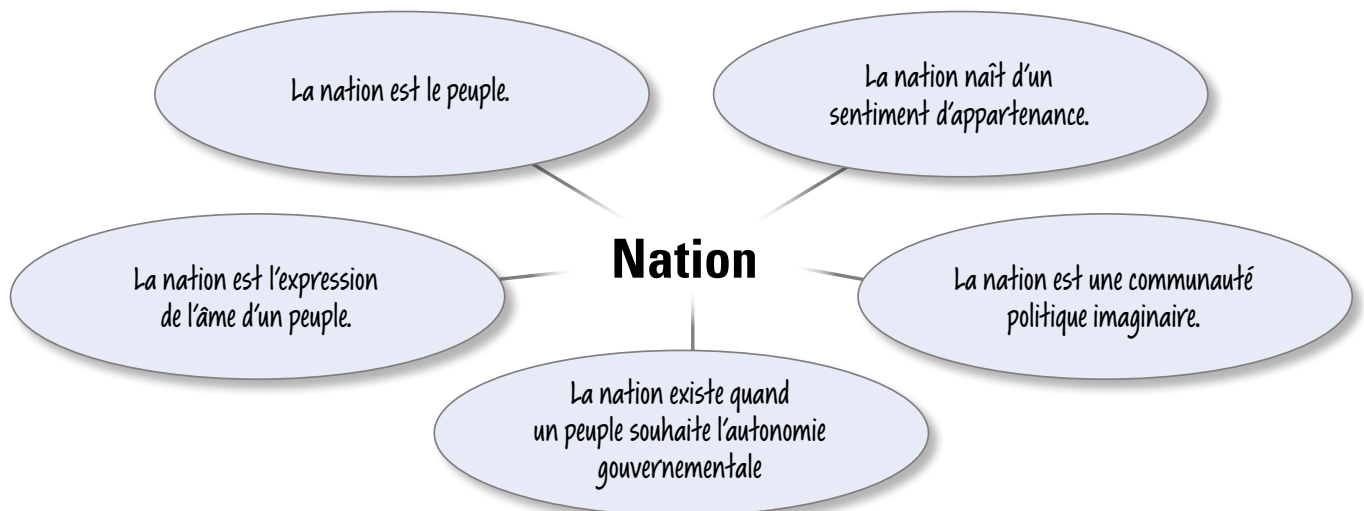 La nation est le peuple.
La nation naît d'un
sentiment d'appartenance.
Nation
La nation est l'expression
de l'âme d'un peuple.
La nation est une communauté
politique imaginaire.
La nation existe quand
un peuple souhaite l'autonomie
gouvernementale